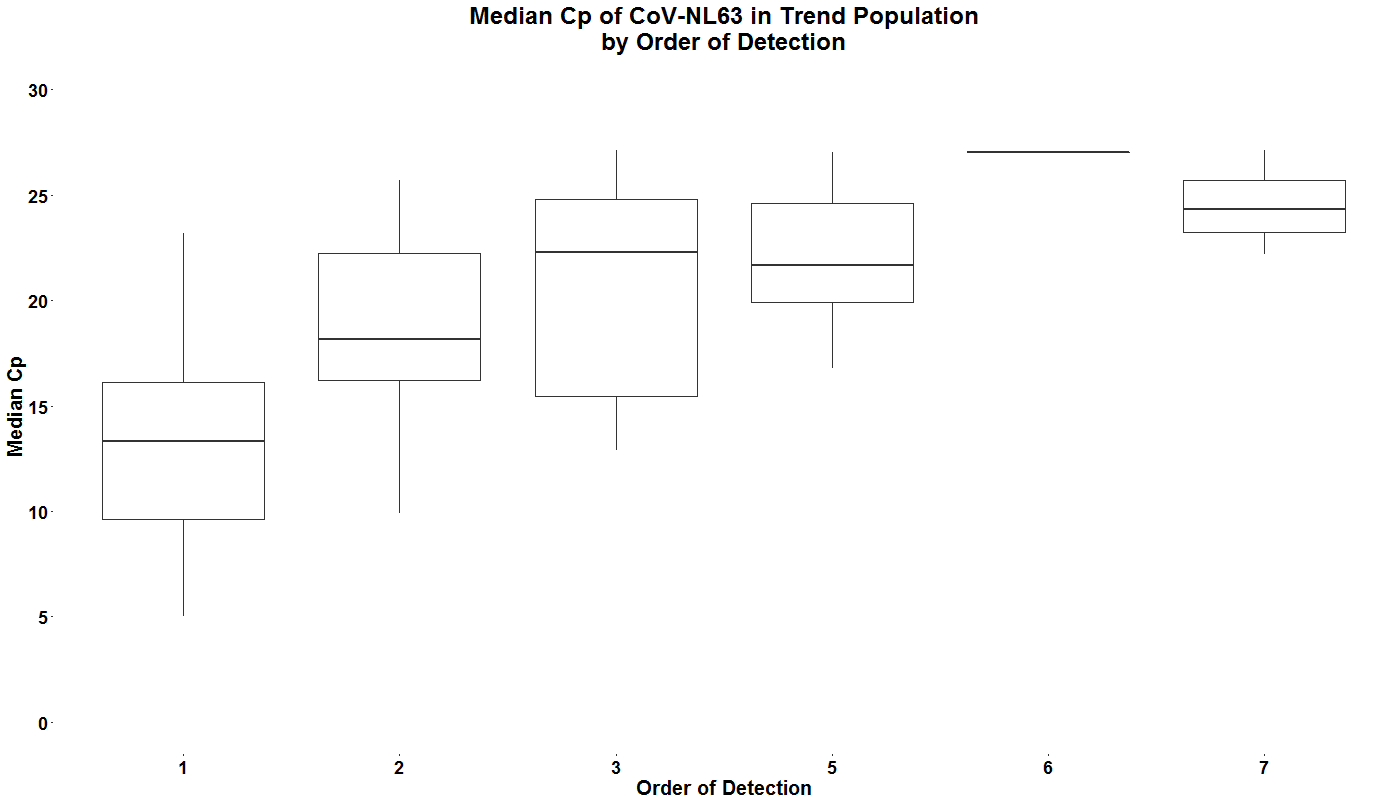 Median Cp of CoV-NL63 in Trend Population
by Order of Detection
30
25
20
15
10
5
0
Median Cp
1 2 3 5 6 7
Order of Detection